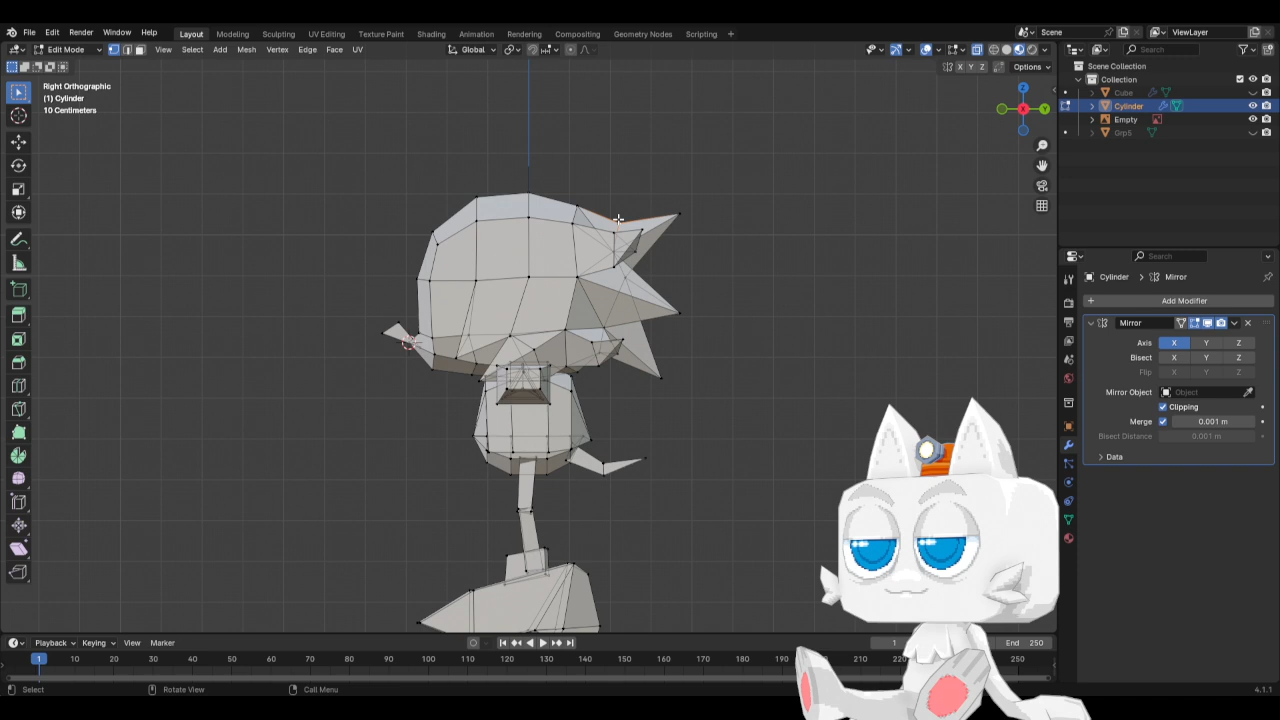 File Edit Render Window Help Layout Modeling Sculpting UV Editing Texture Paint Shading Animation Rendering Compositing Geometry Nodes Scripting + Scene ViewLayer
Edit Mode View Select Add Mesh Vertex Edge Face UV Global Search
X Y Z Options
Right Orthographic
(1) Cylinder
10 Centimeters
Z
X
Y
Scene Collection
Collection
Cube
Cylinder
Empty
Grp5
Search
Cylinder Mirror
Add Modifier
Mirror
Axis X Y Z
Bisect X Y Z
Flip X Y Z
Mirror Object Object
Clipping
Merge 0.001 m
Bisect Distance 0.001 m
Data
Playback Keying View Marker 1 End 250
1 10 20 30 40 50 60 70 80 90 100 110 120 130 140 150 160 170 180 190 200 210 220 250
Select Rotate View Call Menu 4.1.1